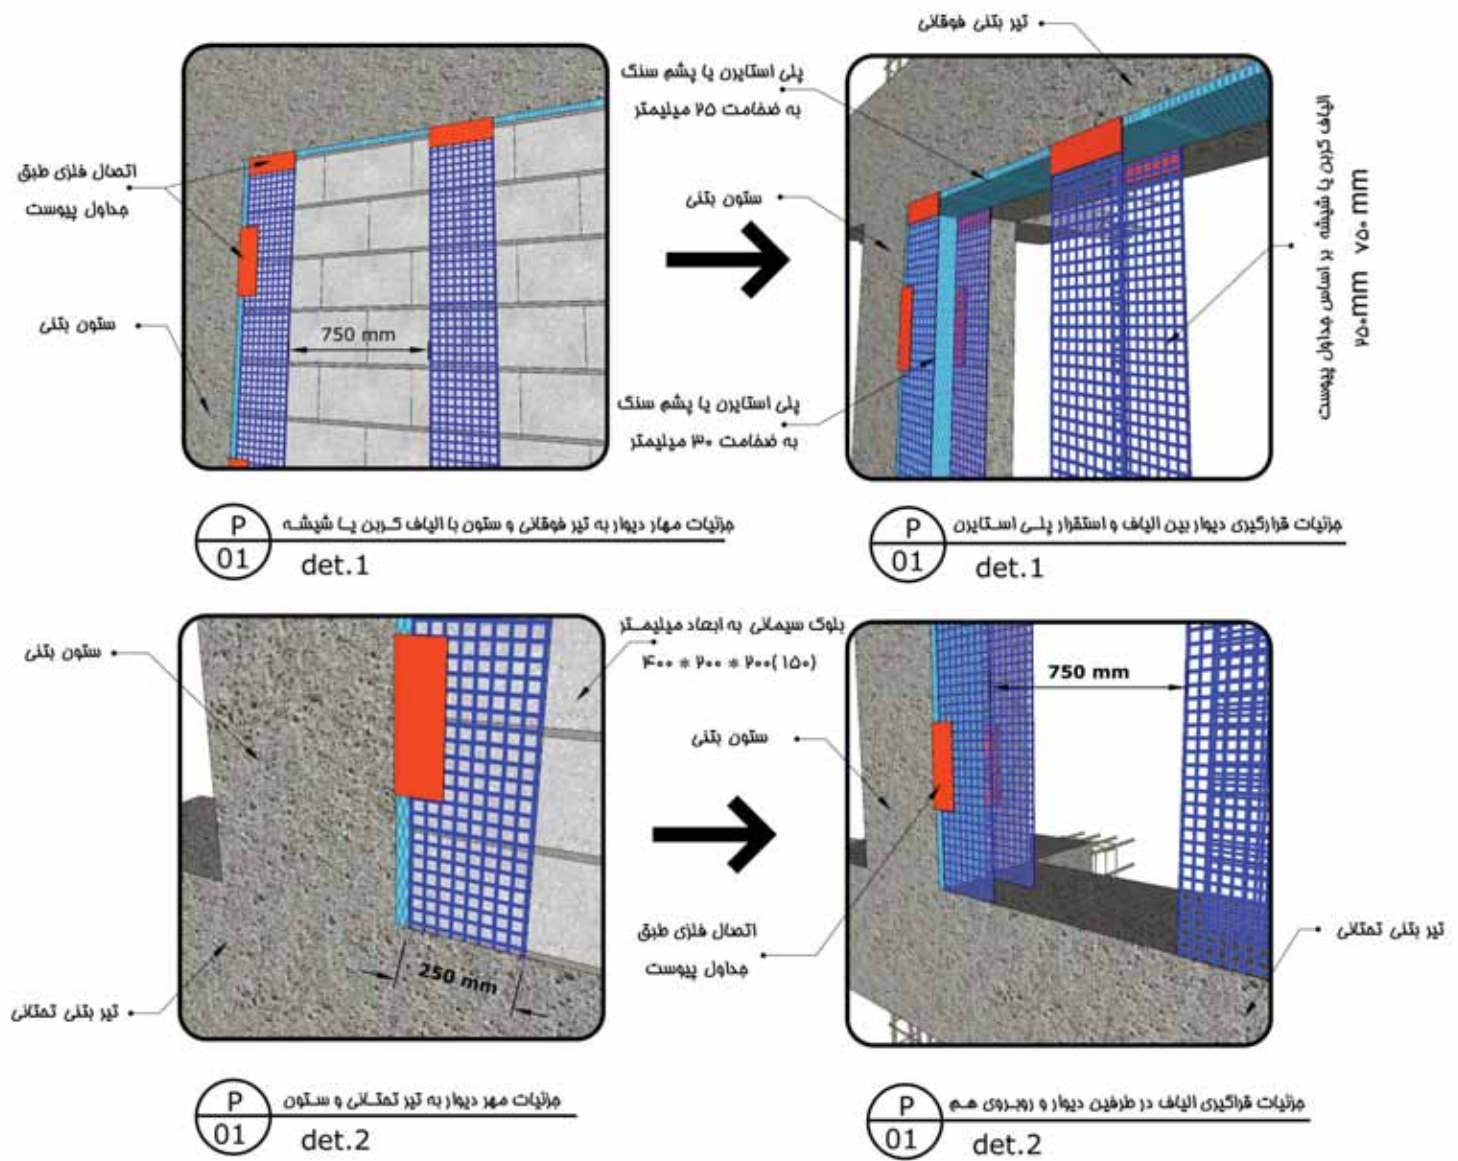 تیر بتنی فوقانی
پلی استایرن یا پشم سنگ
به ضخامت ۲۵ میلیمتر
اتصال فلزی طبق
جداول پیوست
ستون بتنی
750 mm
ستون بتنی
الیاف کربن یا شیشه بر اساس جداول پیوست
۲۵۰mm ۷۵۰ mm
پلی استایرن یا پشم سنگ
به ضخامت ۳۰ میلیمتر
P
01
جزئیات مهار دیوار به تیر فوقانی و ستون با الیاف کربن یا شیشه
det.1
P
01
جزئیات قرارگیری دیوار بین الیاف و استقرار پلی استایرن
det.1
ستون بتنی
بلوک سیمانی به ابعاد میلیمتر
۴۰۰ * ۲۰۰ * ۲۰۰(۱۵۰)
250 mm
تیر بتنی تحتانی
750 mm
ستون بتنی
اتصال فلزی طبق
جداول پیوست
تیر بتنی تحتانی
P
01
جزئیات مهر دیوار به تیر تحتانی و ستون
det.2
P
01
جزئیات قراگیری الیاف در طرفین دیوار و روبروی هم
det.2